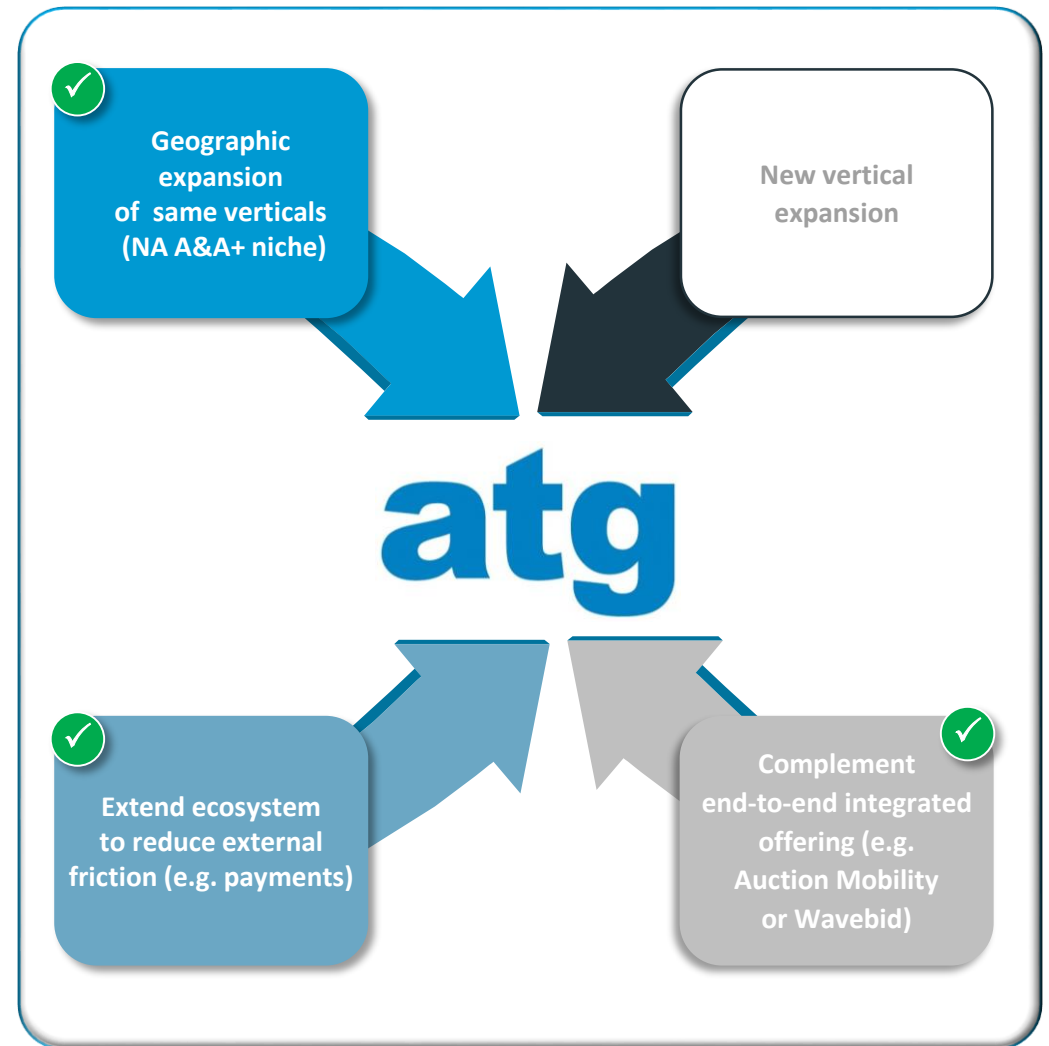 Geographic
expansion
of same verticals
(NA A&A+ niche)
New vertical
expansion
atg
Extend ecosystem
to reduce external
friction (e.g. payments)
Complement
end-to-end integrated
offering (e.g.
Auction Mobility
or Wavebid)